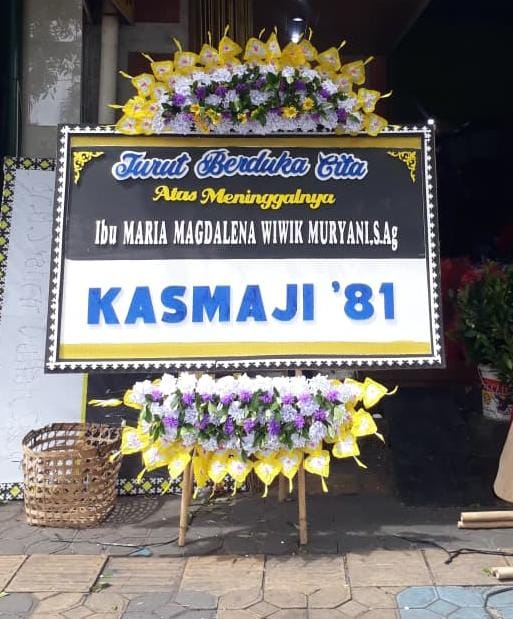 Turut Berduka Cita
Atas Meninggalnya
Ibu MARIA MAGDALENA WIWIK MURYANI.S.Ag
KASMAJI '81